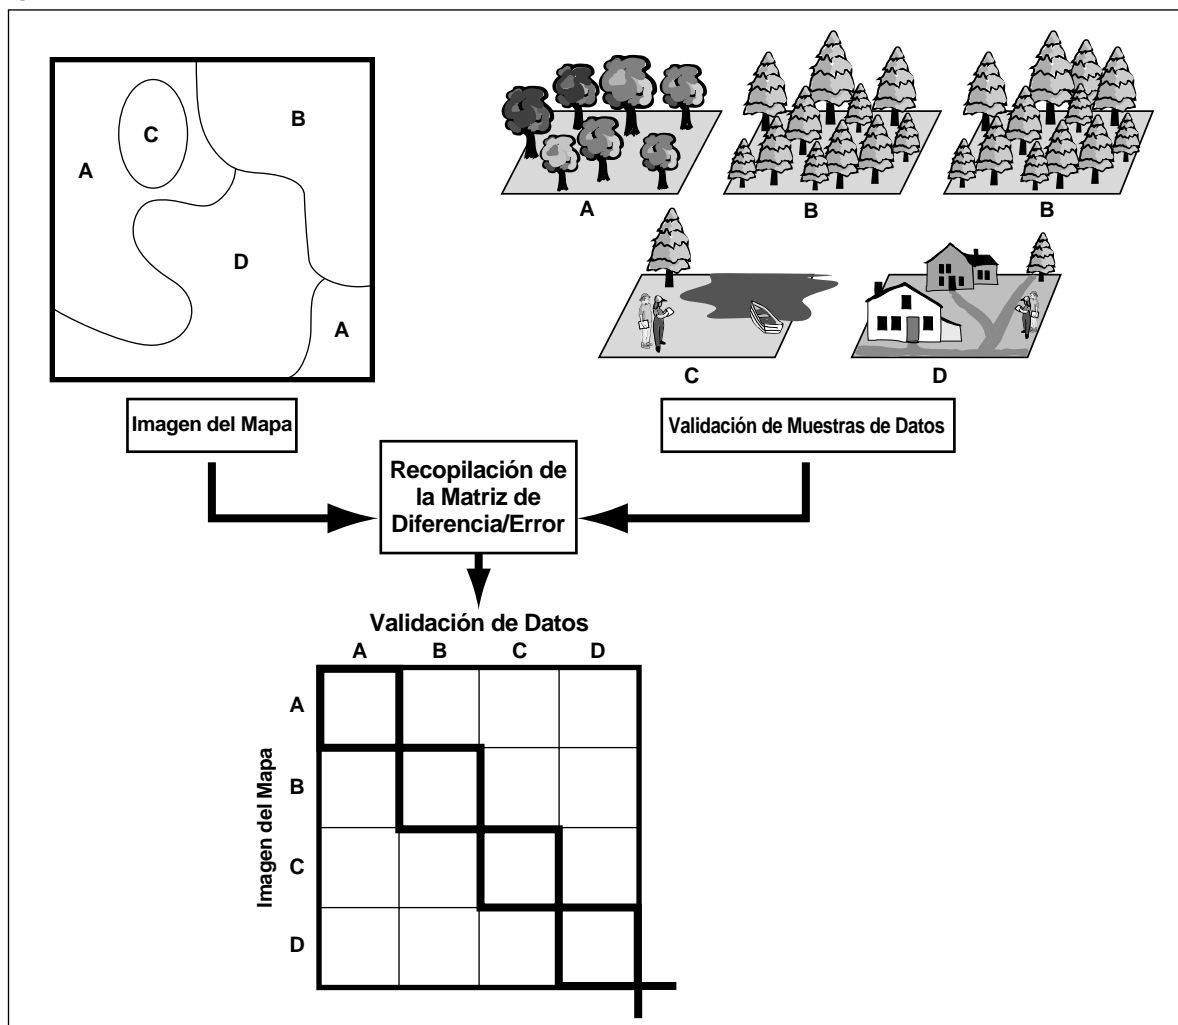 A
C
B
D
A
A
B
B
C
D
Imagen del Mapa
Validación de Muestras de Datos
Recopilación de
la Matriz de
Diferencia/Error
Validación de Datos
A B C D
Imagen del Mapa
A
B
C
D